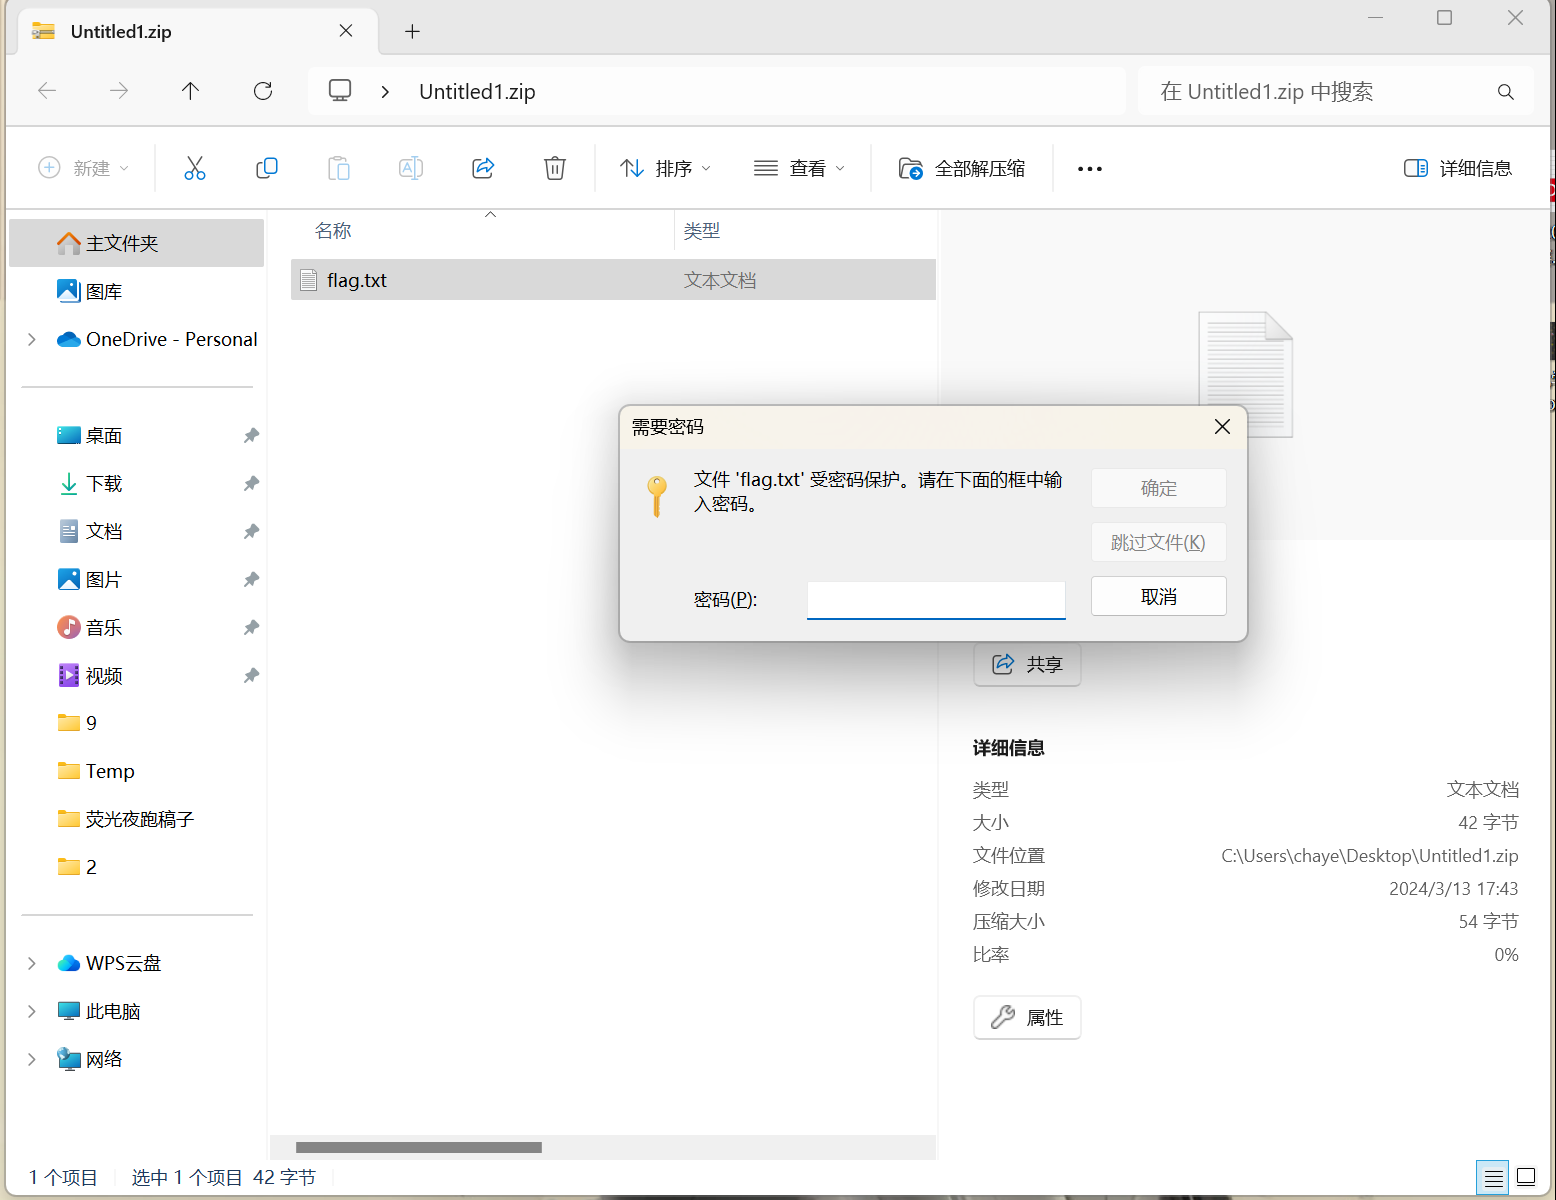 Untitled1.zip
Untitled1.zip
在 Untitled1.zip 中搜索
新建
排序
查看
全部解压缩
详细信息
主文件夹
图库
OneDrive - Personal
桌面
下载
文档
图片
音乐
视频
9
Temp
荧光夜跑稿子
2
WPS云盘
此电脑
网络
名称
类型
flag.txt
文本文档
需要密码
文件 'flag.txt' 受密码保护。请在下面的框中输
入密码。
密码(P):
确定
跳过文件(K)
取消
共享
详细信息
类型
文本文档
大小
42 字节
文件位置
C:\Users\chaye\Desktop\Untitled1.zip
修改日期
2024/3/13 17:43
压缩大小
54 字节
比率
0%
属性
1 个项目
选中 1 个项目 42 字节